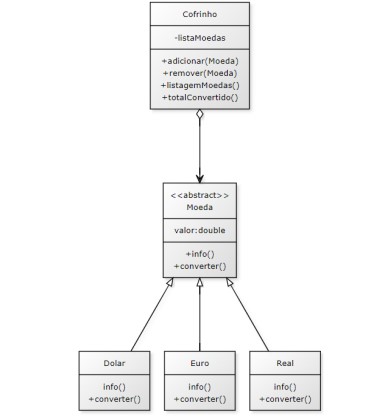 Cofrinho
-listaMoedas
+adicionar(Moeda)
+remover(Moeda)
+listagemMoedas()
+totalConvertido()
<<abstract>>
Moeda
valor:double
+info()
+converter()
Dolar
info()
+converter()
Euro
info()
+converter()
Real
info()
+converter()